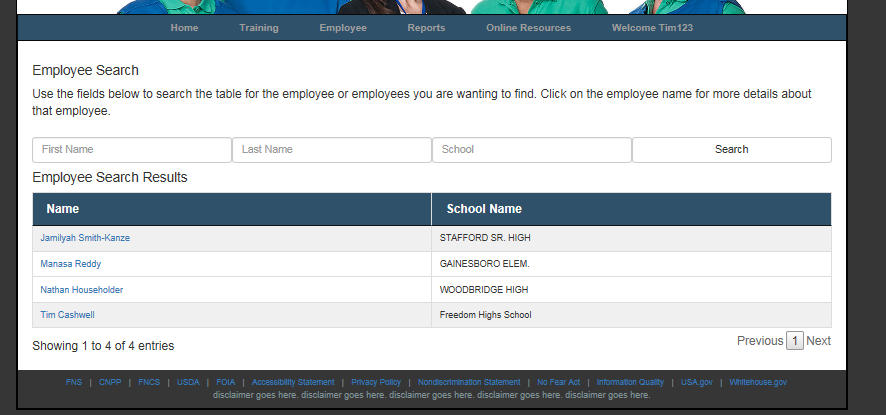 Home Training Employee Reports Online Resources Welcome Tim123
Employee Search
Use the fields below to search the table for the employee or employees you are wanting to find. Click on the employee name for more details about
that employee.
First Name Last Name School Search
Employee Search Results
Name School Name
Jamilyah Smith-Kanze STAFFORD SR. HIGH
Manasa Reddy GAINESBORO ELEM.
Nathan Householder WOODBRIDGE HIGH
Tim Cashwell Freedom Highs School
Showing 1 to 4 of 4 entries Previous 1 Next
FNS | CNPP | FNCS | USDA | FOIA | Accessibility Statement | Privacy Policy | Nondiscrimination Statement | No Fear Act | Information Quality | USA.gov | Whitehouse.gov
disclaimer goes here. disclaimer goes here. disclaimer goes here. disclaimer goes here. disclaimer goes here.